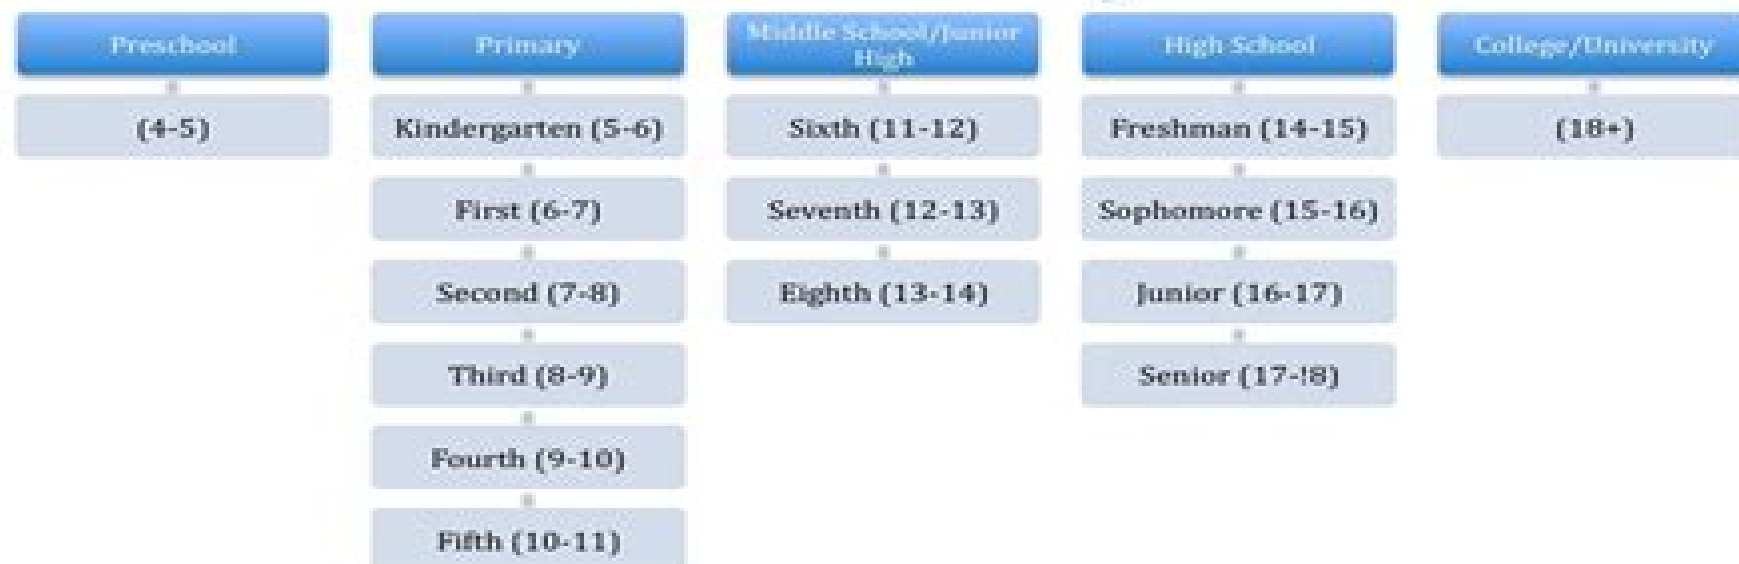 Preschool
(4-5)
Primary
Kindergarten (5-6)
First (6-7)
Second (7-8)
Third (8-9)
Fourth (9-10)
Fifth (10-11)
Middle School/Junior
High
Sixth (11-12)
Seventh (12-13)
Eighth (13-14)
High School
Freshman (14-15)
Sophomore (15-16)
Junior (16-17)
Senior (17-!8)
College/University
(18+)